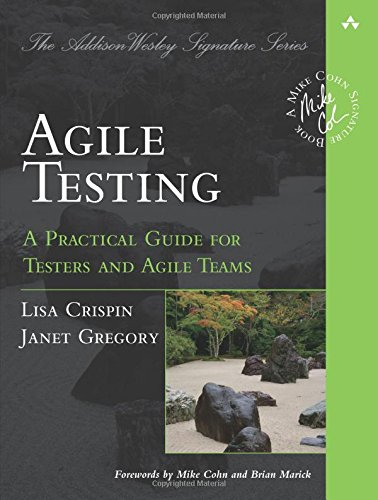 The Addison Wesley Signature Series
A MIKE COHN SIGNATURE BOOK
Mike Coh
AGILE
TESTING
A PRACTICAL GUIDE FOR
TESTERS AND AGILE TEAMS
LISA CRISPIN
JANET GREGORY
Forewords by Mike Cohn and Brian Marick